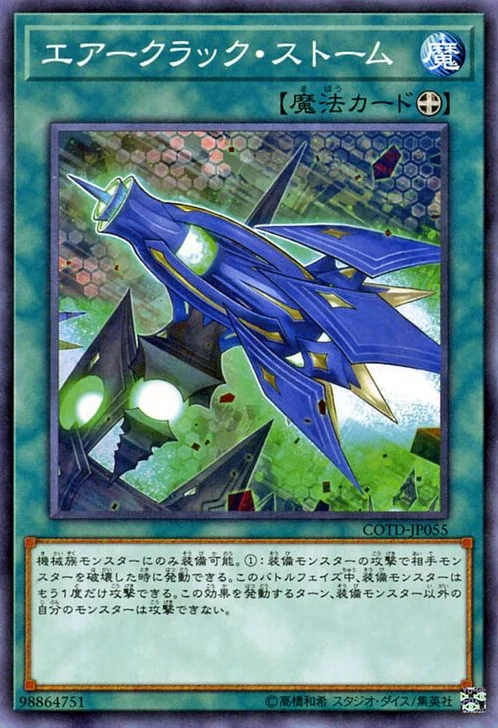 エアークラック・ストーム
魔
【魔法カード】
COTD-JP055
機械族モンスターにのみ装備可能。①：装備モンスターの攻撃で相手モン
スターを破壊した時に発動できる。このバトルフェイズ中、装備モンスターは
もう１度だけ攻撃できる。この効果を発動するターン、装備モンスター以外の
自分のモンスターは攻撃できない。
98864751
©高橋和希 スタジオ・ダイス/集英社